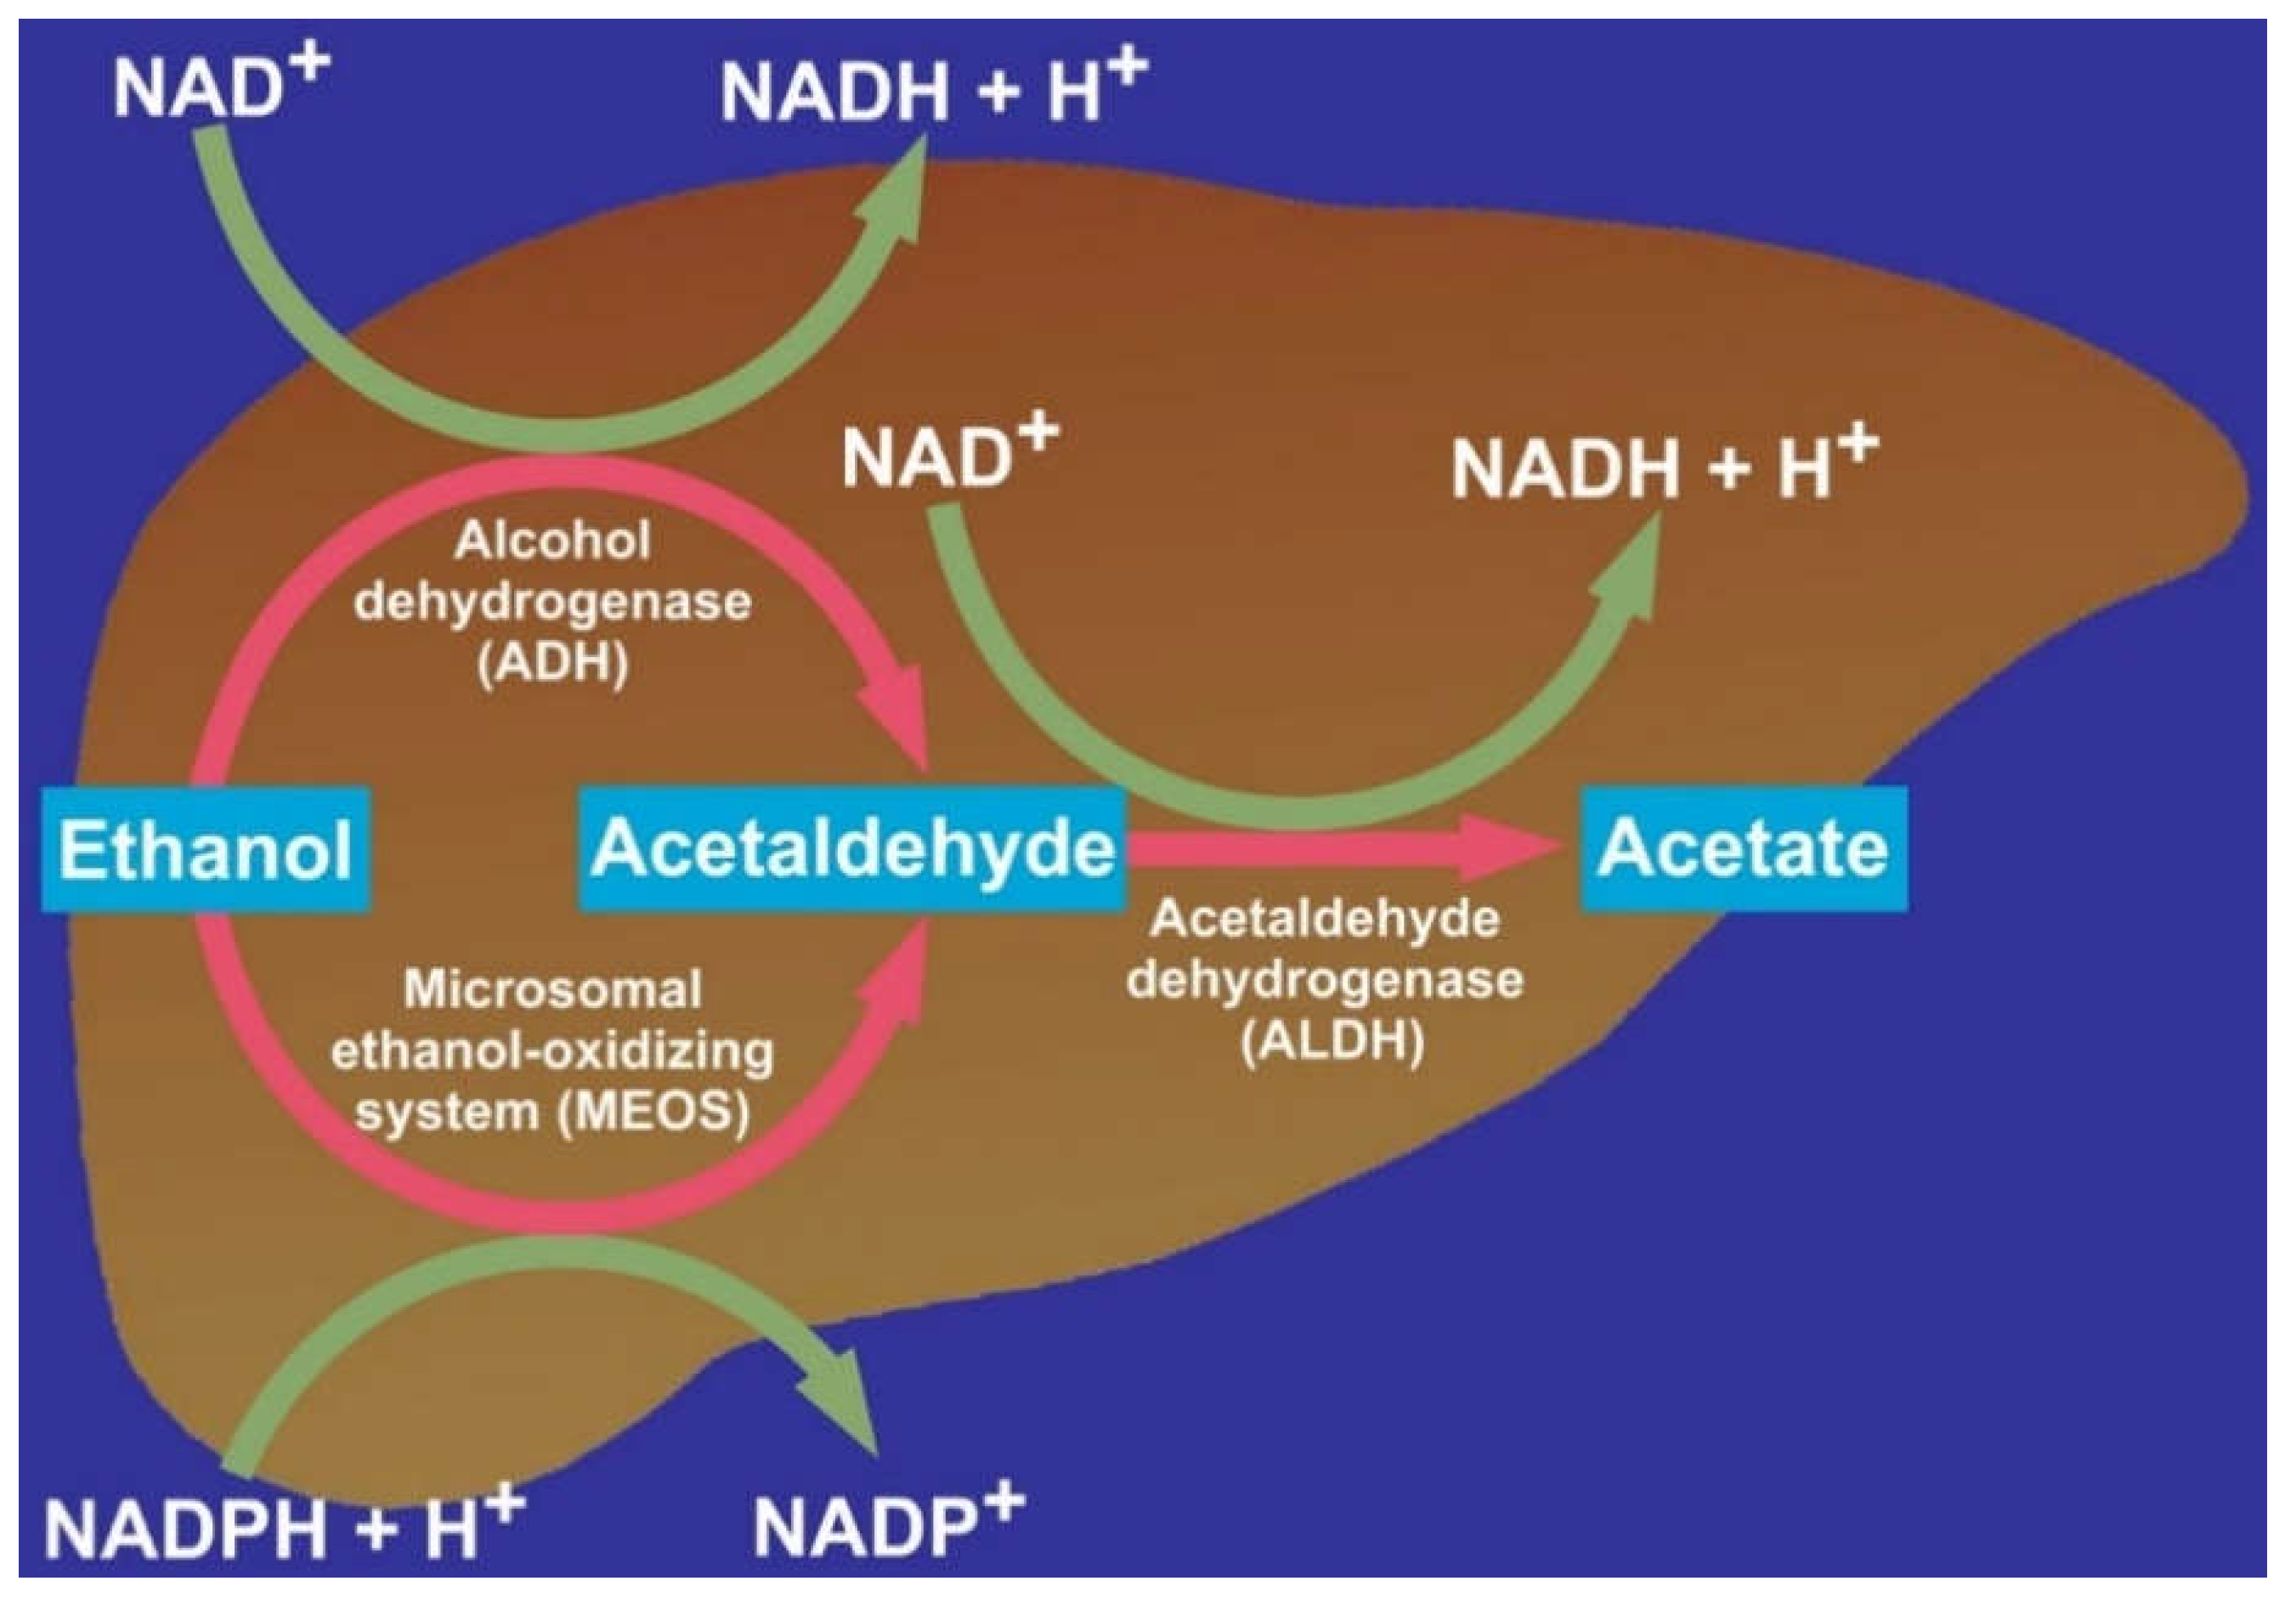 NAD⁺
NADH + H⁺
NAD⁺
NADH + H⁺
Alcohol
dehydrogenase
(ADH)
Ethanol
Acetaldehyde
Acetate
Acetaldehyde
dehydrogenase
(ALDH)
Microsomal
ethanol-oxidizing
system (MEOS)
NADPH + H⁺
NADP⁺